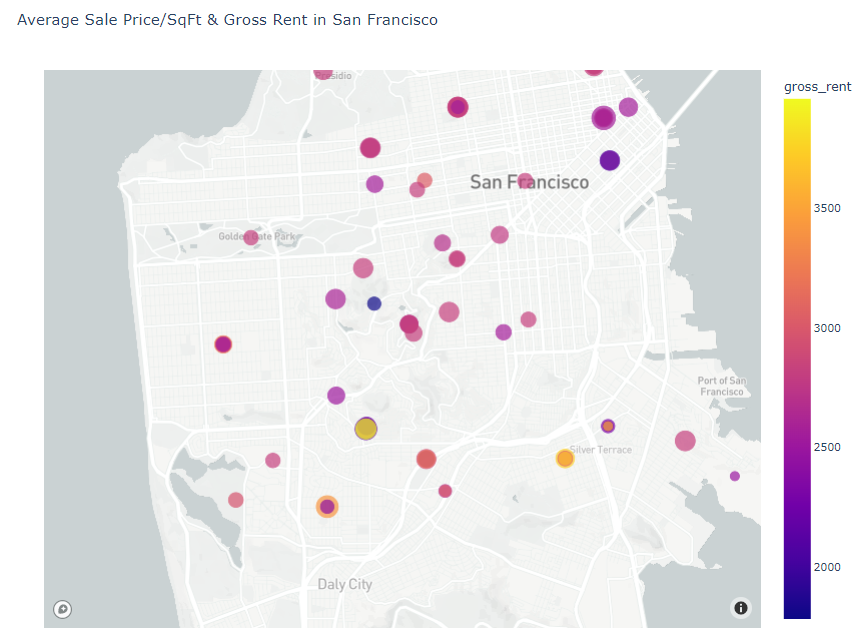 Average Sale Price/SqFt & Gross Rent in San Francisco
gross_rent
3500
3000
2500
2000
San Francisco
Golden Gate Park
Port of San
Francisco
Silver Terrace
Daly City